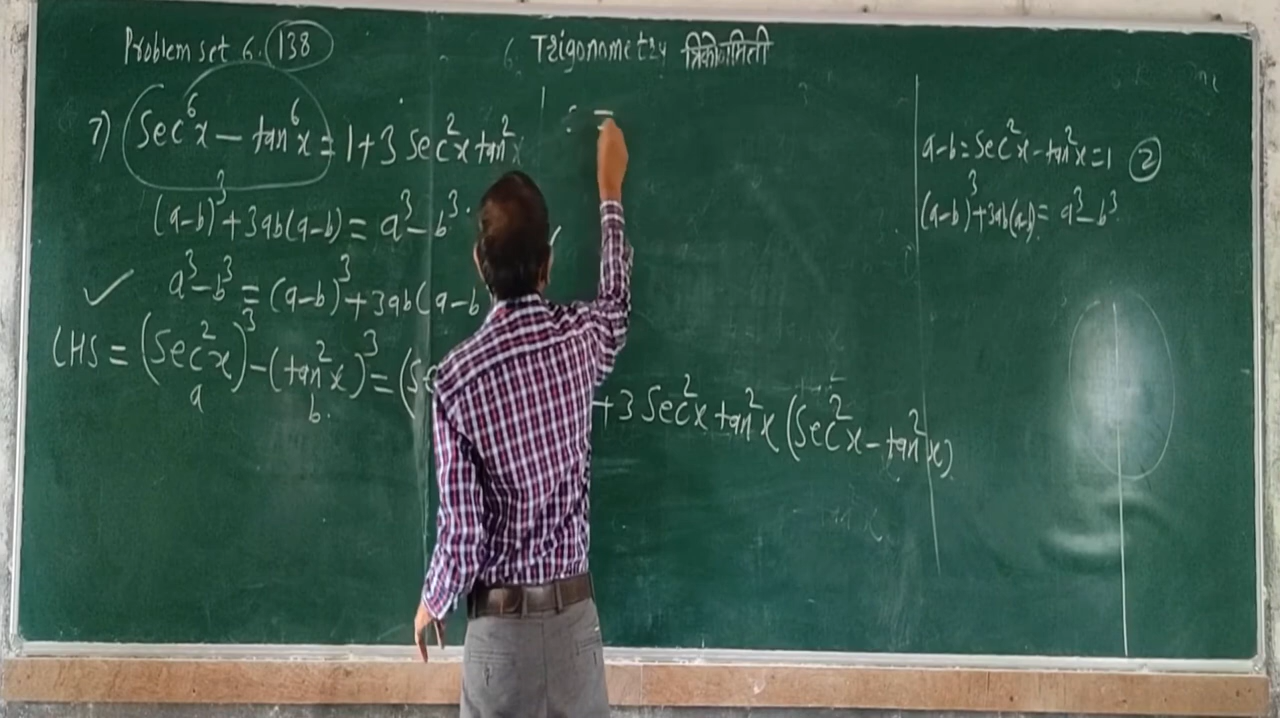 Problem set 6. 138
6. Trigonometry त्रिकोणमिती
7) Sec⁶x – tan⁶x = 1+3 Sec²x tan²x
(a–b)³ + 3ab(a–b) = a³ – b³.
✓ a³–b³ = (a–b)³ + 3ab(a–b
LHS = (Sec²x)³ – (tan²x)³ = (Se
a
b.
+3 Sec²x tan²x (Sec²x – tan²x)
: =
a–b = Sec²x – tan²x = 1 ②
(a–b)³ + 3ab(a–b) = a³–b³